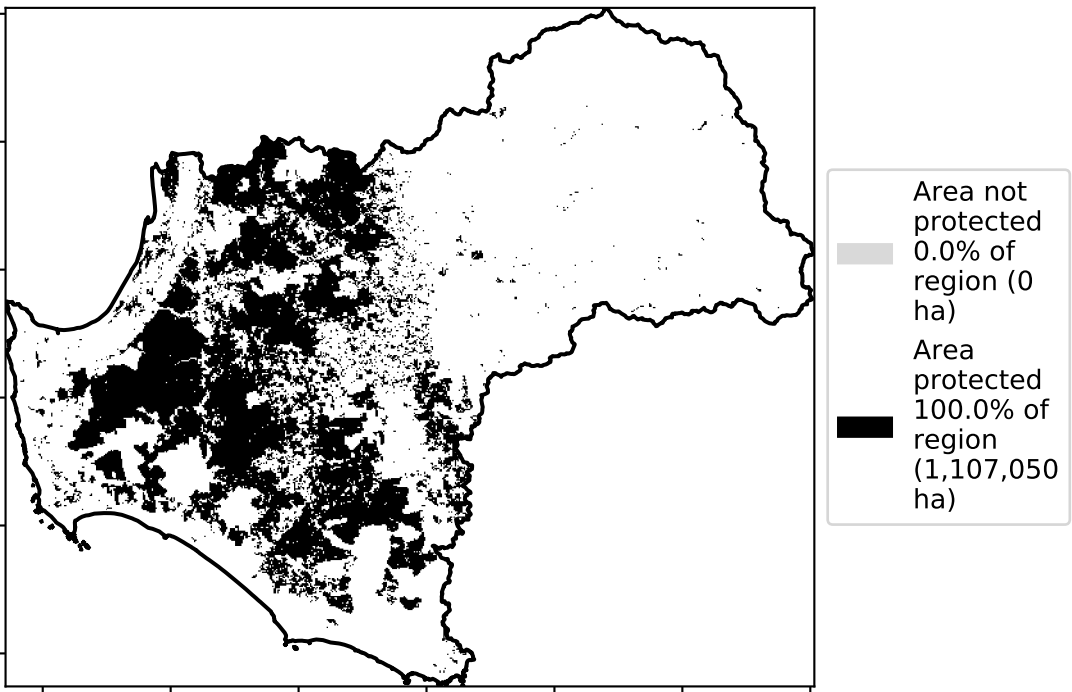 Area not
protected
0.0% of
region (0
ha)
Area
protected
100.0% of
region
(1,107,050
ha)